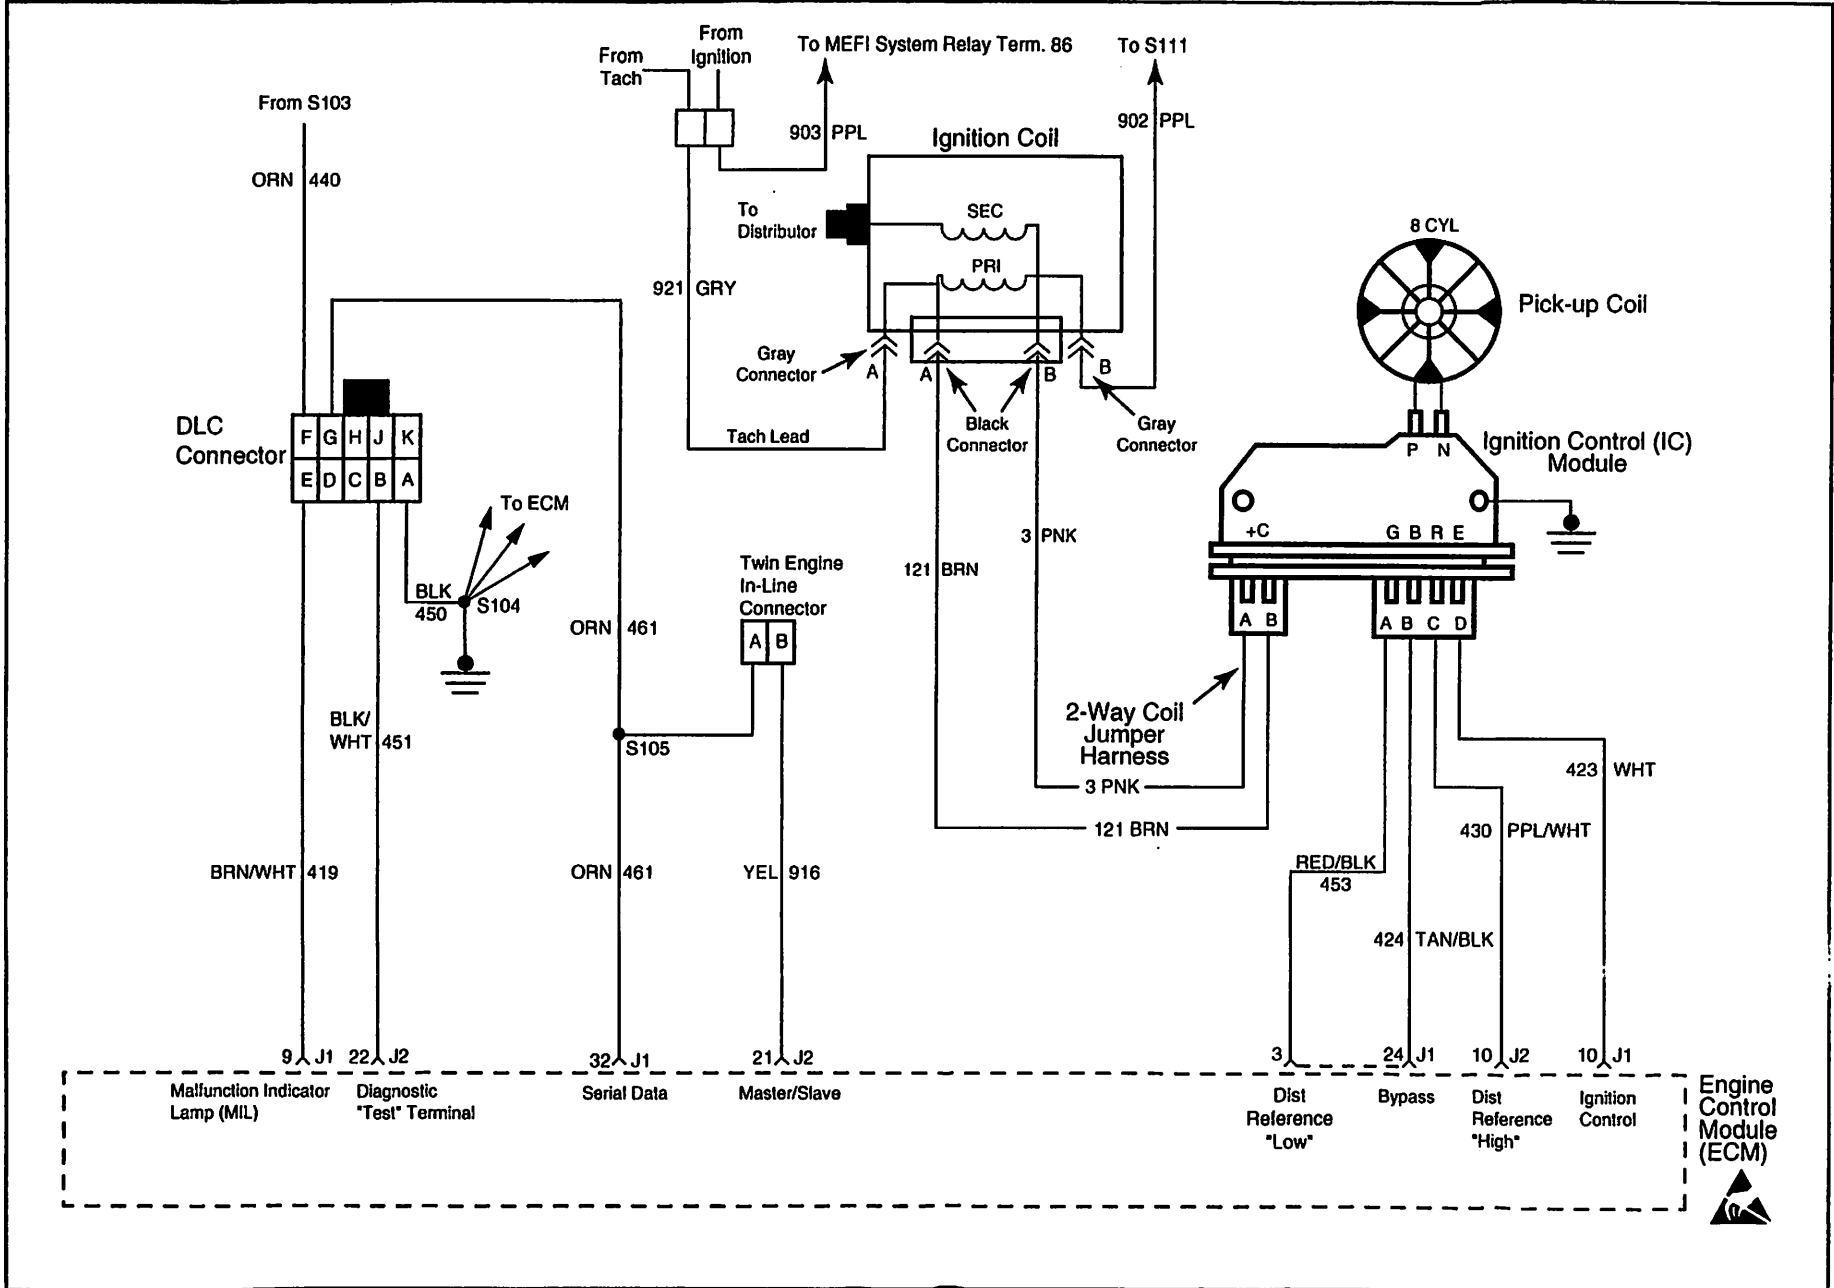 From
Tach
From
Ignition
To MEFI System Relay Term. 86
To S111
From S103
903 PPL
902 PPL
Ignition Coil
ORN 440
To
Distributor
SEC
PRI
8 CYL
Pick-up Coil
921 GRY
Gray
Connector
A
A
B
B
Black
Connector
Gray
Connector
Tach Lead
DLC
Connector
F G H J K
E D C B A
To ECM
BLK
450
S104
P N
Ignition Control (IC)
Module
+C
G B R E
A B
A B C D
3 PNK
121 BRN
Twin Engine
In-Line
Connector
A B
ORN 461
S105
BLK/
WHT 451
2-Way Coil
Jumper
Harness
3 PNK
121 BRN
423 WHT
430 PPL/WHT
RED/BLK
453
424 TAN/BLK
BRN/WHT 419
ORN 461
YEL 916
9 J1
22 J2
32 J1
21 J2
3
24 J1
10 J2
10 J1
Malfunction Indicator
Lamp (MIL)
Diagnostic
"Test" Terminal
Serial Data
Master/Slave
Dist
Reference
"Low"
Bypass
Dist
Reference
"High"
Ignition
Control
Engine
Control
Module
(ECM)